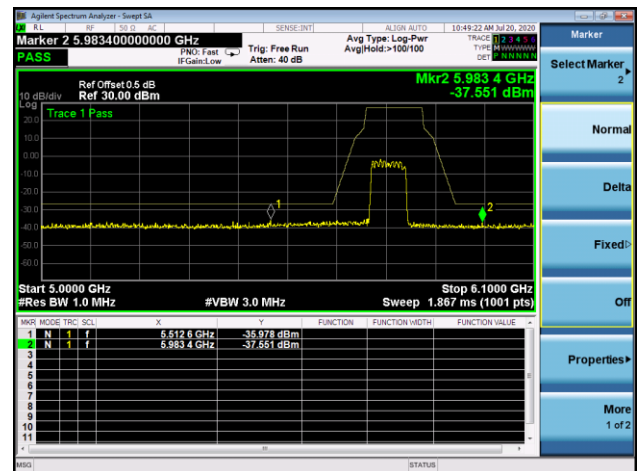 Agilent Spectrum Analyzer - Swept SA
RL RF 50 Ω AC SENSE:INT ALIGN AUTO 10:49:22 AM Jul 20, 2020
Marker 2 5.983400000000 GHz
PNO: Fast
IFGain:Low
Trig: Free Run
Atten: 40 dB
Avg Type: Log-Pwr
Avg|Hold:>100/100
TRACE 1 2 3 4 5 6
TYPE M W W W W W
DET P N N N N N
PASS
Mkr2 5.983 4 GHz
-37.551 dBm
Ref Offset 0.5 dB
Ref 30.00 dBm
10 dB/div
Log
Trace 1 Pass
20.0
10.0
0.00
-10.0
-20.0
-30.0
-40.0
-50.0
-60.0
1
2
Start 5.0000 GHz
Stop 6.1000 GHz
#Res BW 1.0 MHz
#VBW 3.0 MHz
Sweep 1.867 ms (1001 pts)
MKR MODE TRC SCL X Y FUNCTION FUNCTION WIDTH FUNCTION VALUE
1 N 1 f 5.512 6 GHz -35.978 dBm
2 N 1 f 5.983 4 GHz -37.551 dBm
3
4
5
6
7
8
9
10
11
MSG
STATUS
Marker
Select Marker
2
Normal
Delta
Fixed
Off
Properties
More
1 of 2